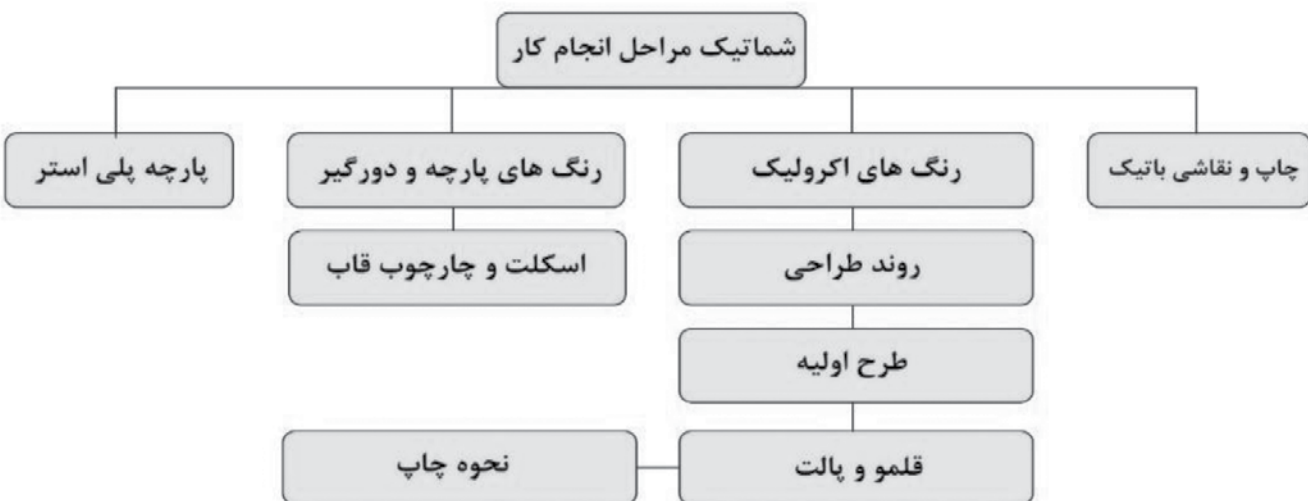 شماتیک مراحل انجام کار
چاپ و نقاشی باتیک
رنگ های اکرولیک
رنگ های پارچه و دورگیر
پارچه پلی استر
روند طراحی
اسکلت و چارچوب قاب
طرح اولیه
قلمو و پالت
نحوه چاپ